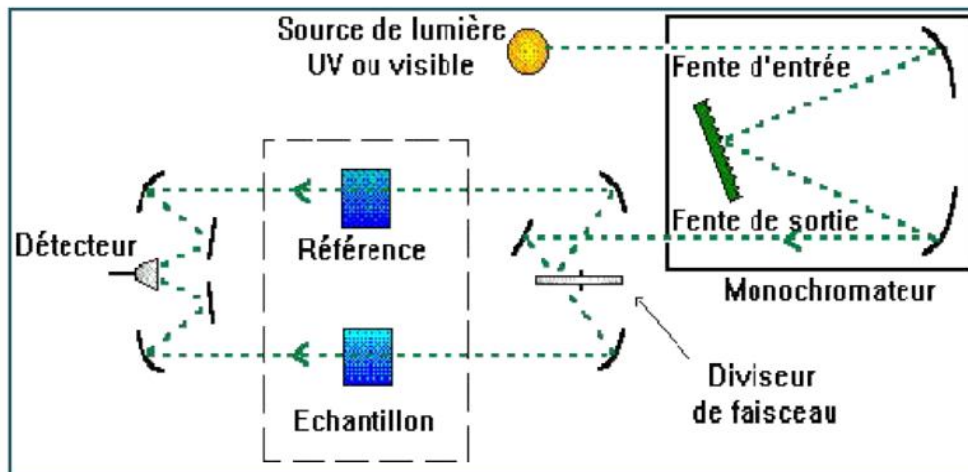 Source de lumière
UV ou visible
Fente d'entrée
Fente de sortie
Monochromateur
Détecteur
Référence
Echantillon
Diviseur
de faisceau